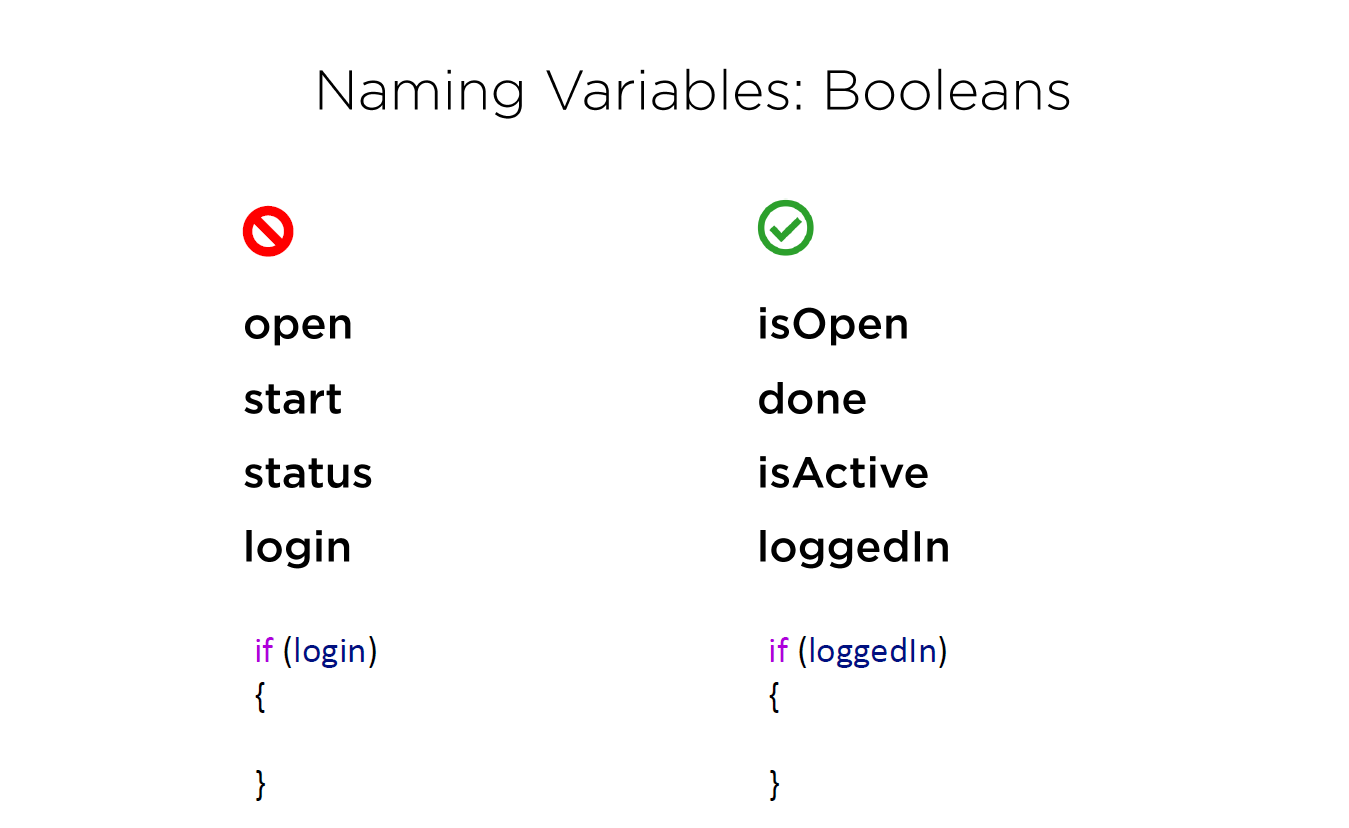 Naming Variables: Booleans
open
start
status
login
if (login)
{
}
isOpen
done
isActive
loggedIn
if (loggedIn)
{
}